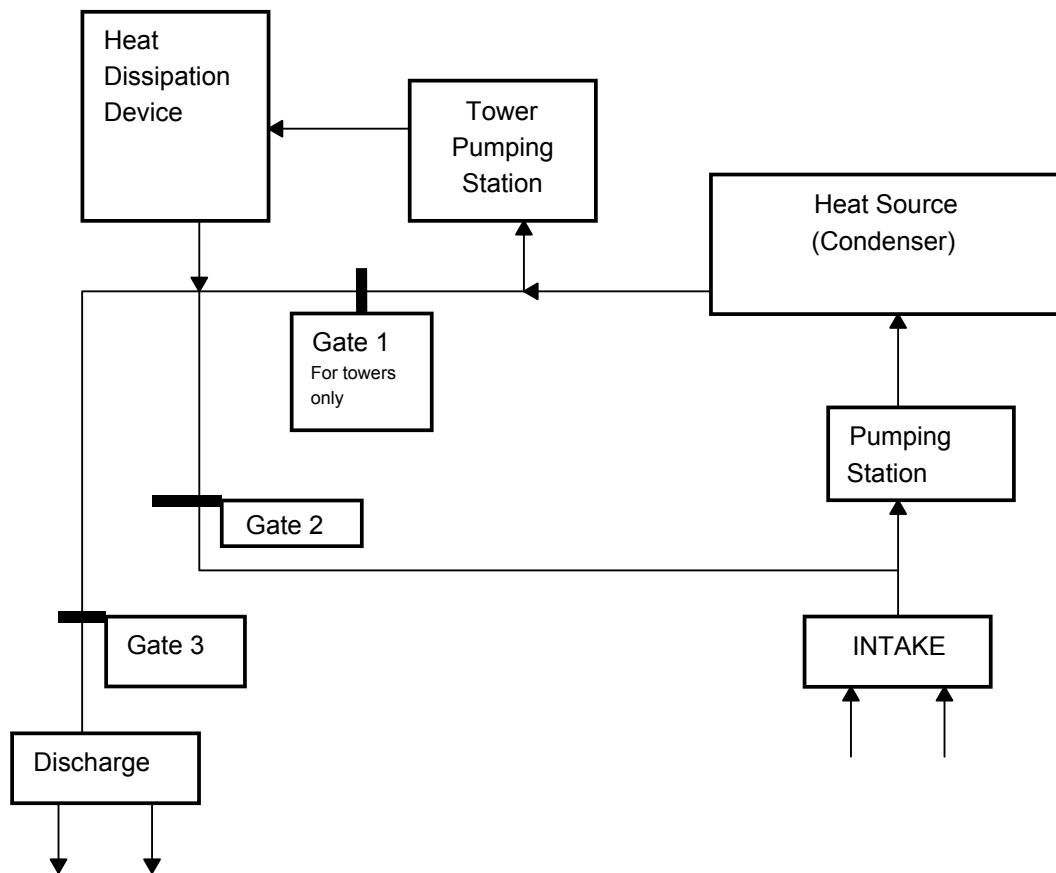 Heat
Dissipation
Device
Tower
Pumping
Station
Heat Source
(Condenser)
Gate 1
For towers
only
Pumping
Station
Gate 2
Gate 3
INTAKE
Discharge